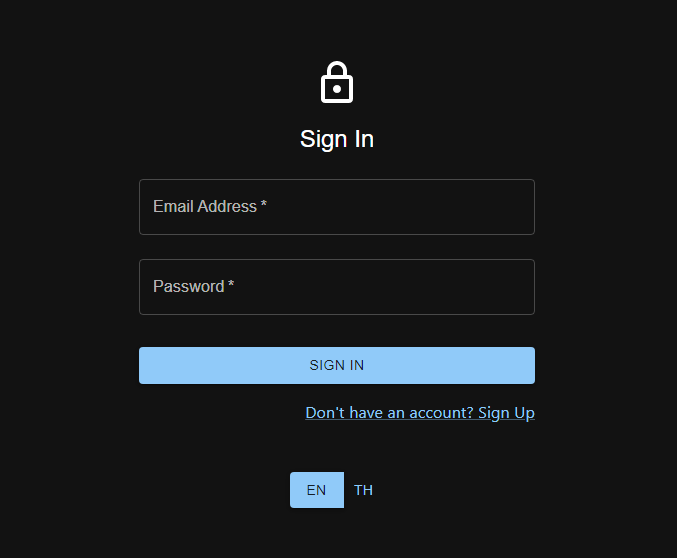 Sign In
Email Address *
Password *
SIGN IN
Don't have an account? Sign Up
EN TH